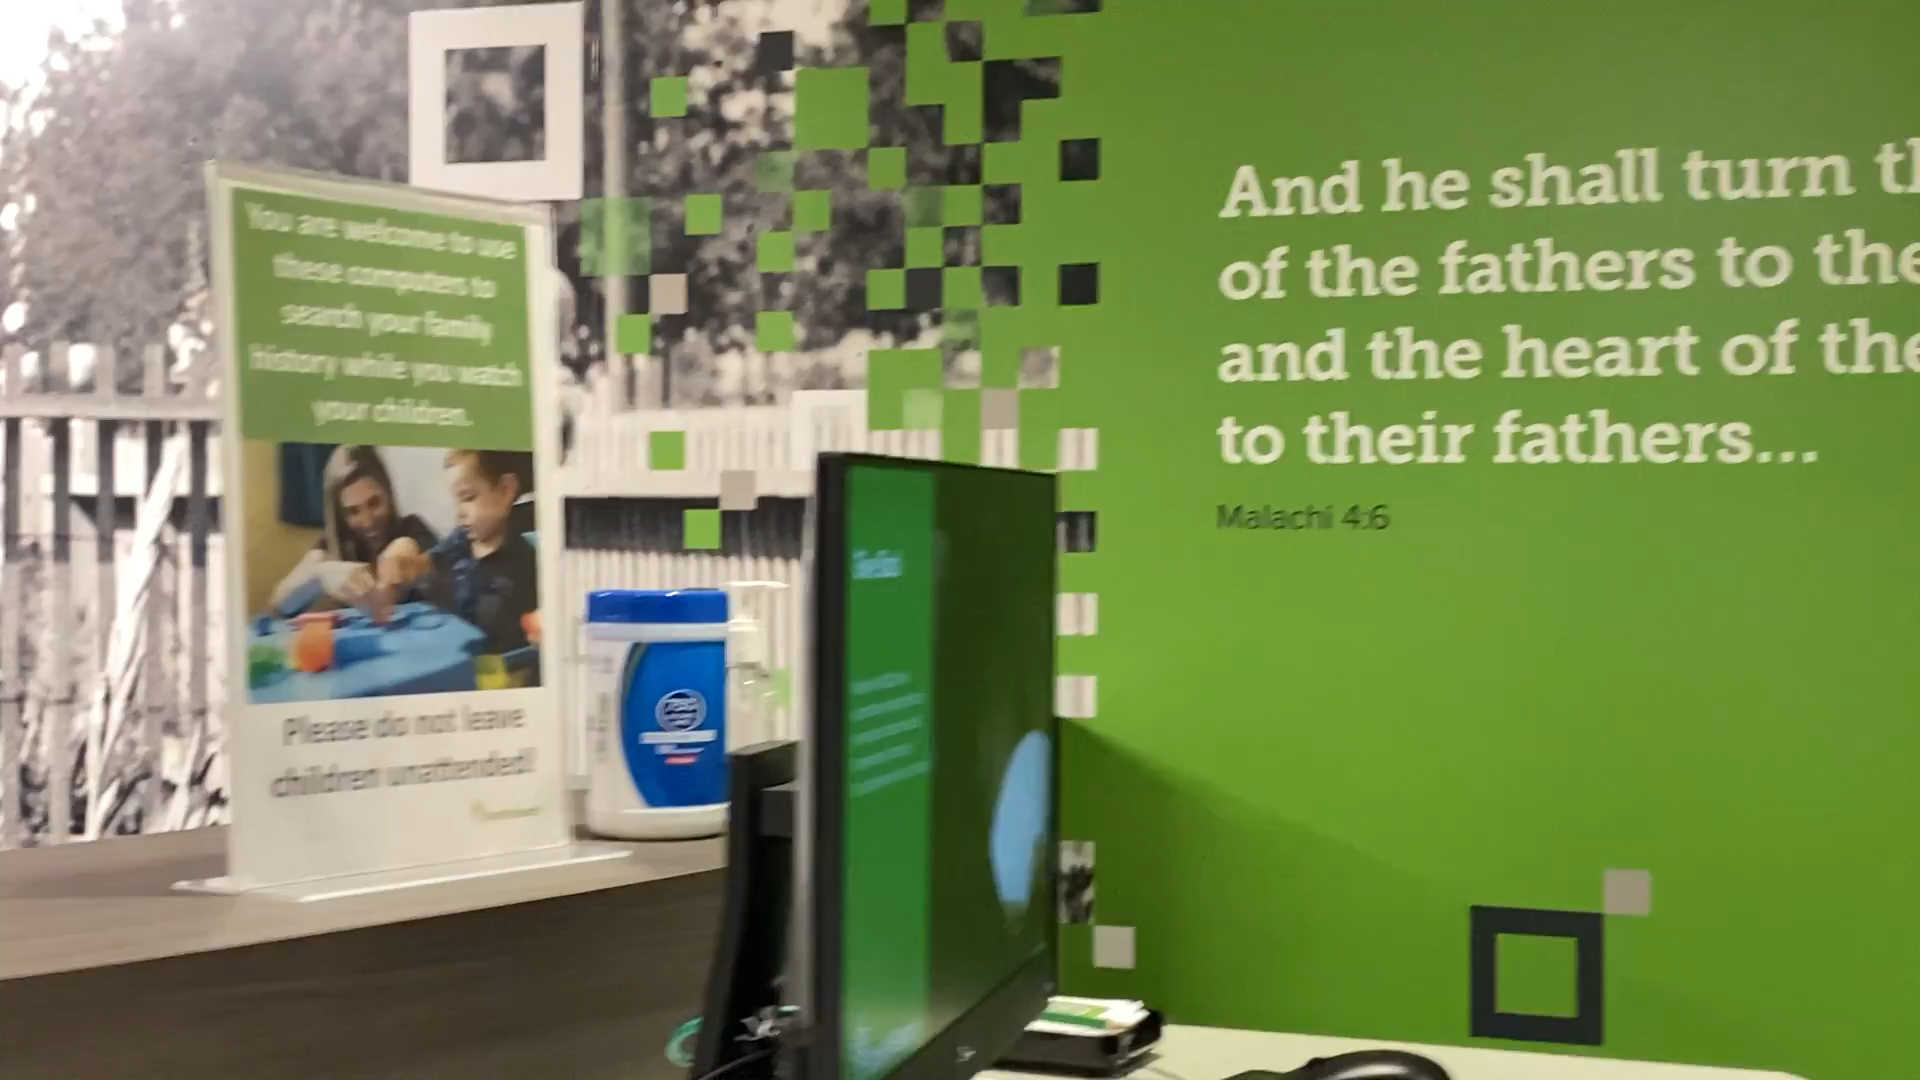 You are welcome to use
these computers to
search your family
history while you watch
your children.
Please do not leave
children unattended!
And he shall turn
of the fathers to the
and the heart of the
to their fathers...
Malachi 4:6